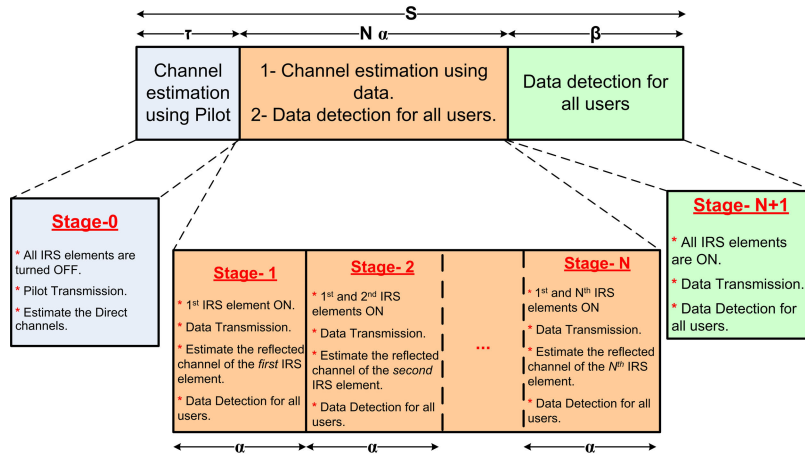 S
τ
N α
β
Channel
estimation
using Pilot
1- Channel estimation using
data.
2- Data detection for all users.
Data detection for
all users
Stage-0
* All IRS elements are
turned OFF.
* Pilot Transmission.
* Estimate the Direct
channels.
Stage- 1
* 1st IRS element ON.
* Data Transmission.
* Estimate the reflected
channel of the first IRS
element.
* Data Detection for all
users.
Stage- 2
* 1st and 2nd IRS
elements ON
* Data Transmission.
* Estimate the reflected
channel of the second
IRS element.
* Data Detection for all
users.
...
Stage- N
* 1st and Nth IRS
elements ON
* Data Transmission.
* Estimate the reflected
channel of the Nth IRS
element.
* Data Detection for all
users.
Stage- N+1
* All IRS elements
are ON.
* Data Transmission.
* Data Detection for
all users.
α
α
α